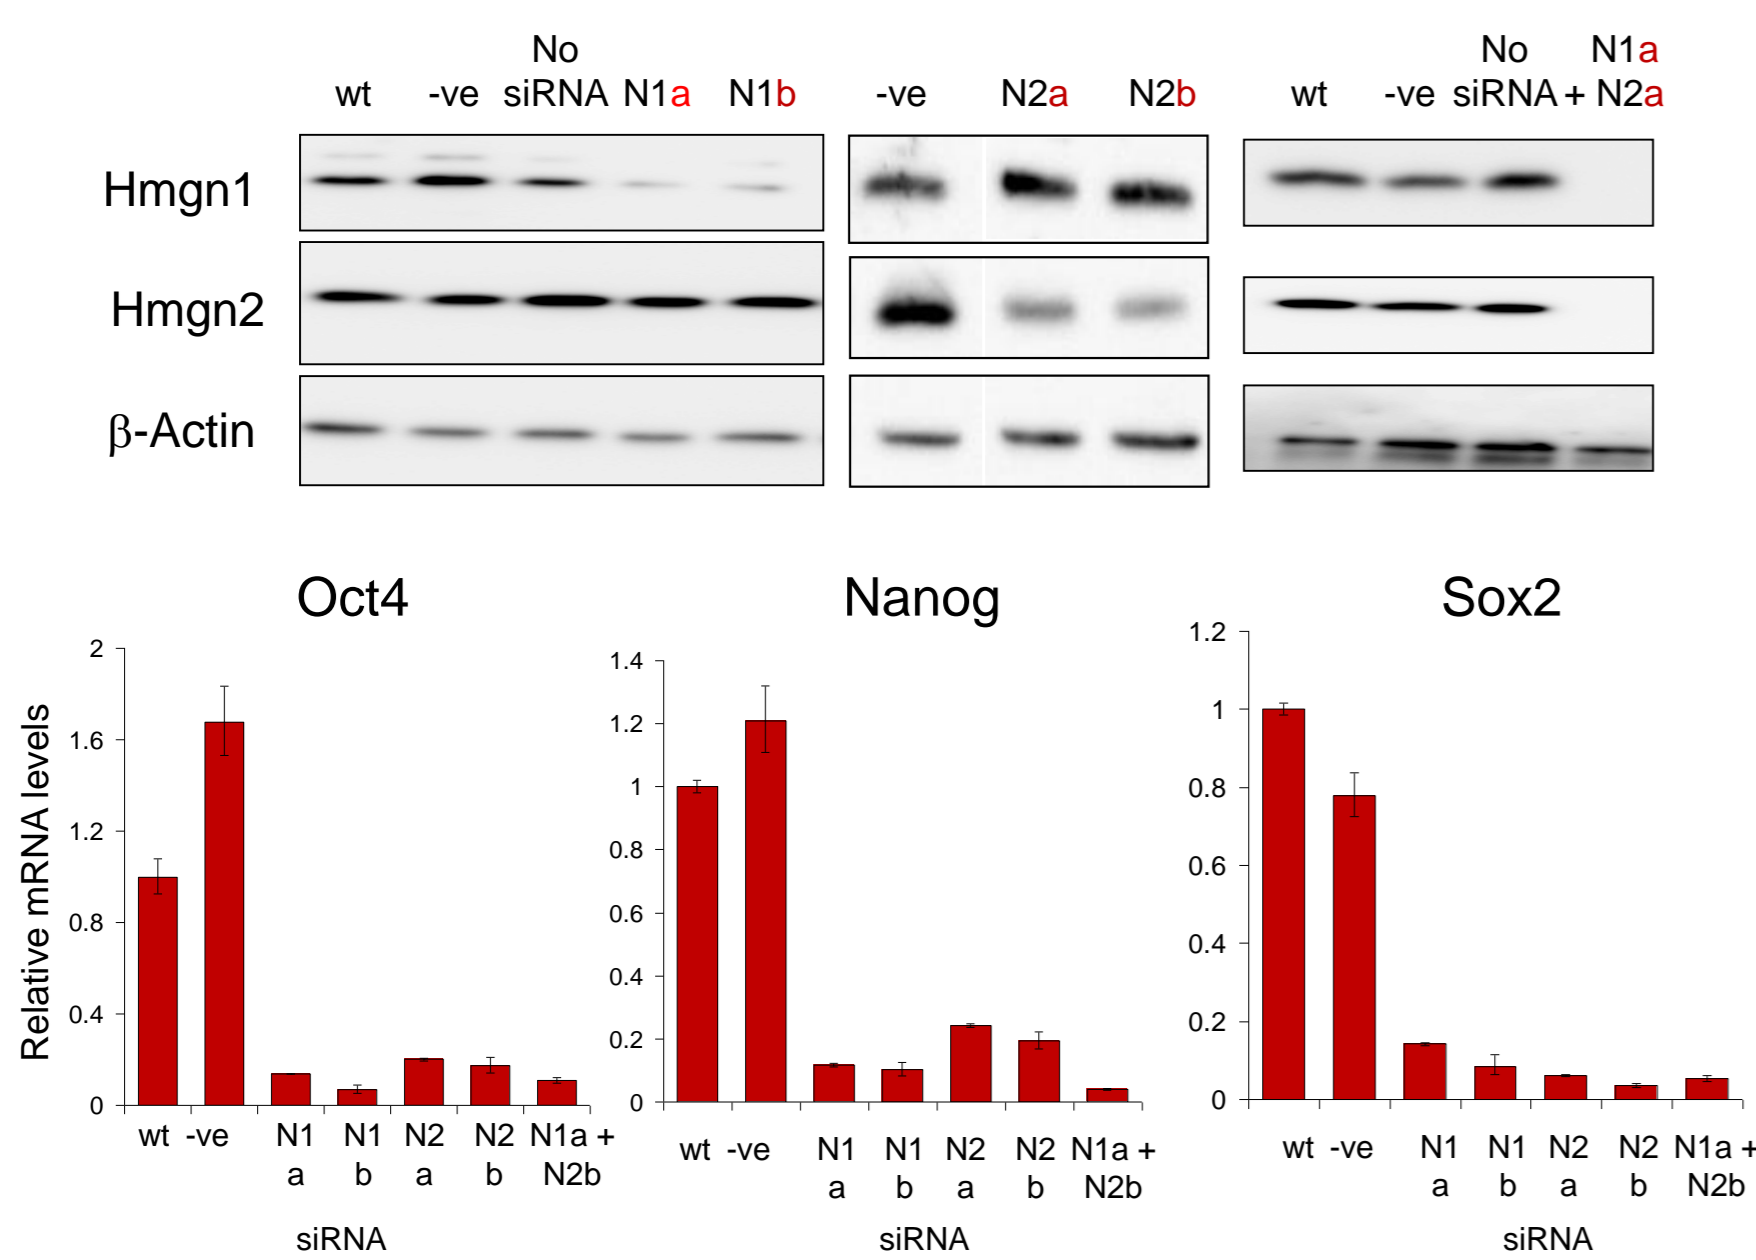 No No N1a
wt -ve siRNA N1a N1b -ve N2a N2b wt -ve siRNA + N2a
Hmgn1
Hmgn2
β-Actin
Oct4 Nanog Sox2
Relative mRNA levels
2
1.6
1.2
0.8
0.4
0
wt -ve N1 N1 N2 N2 N1a +
a b a b N2b
siRNA
1.4
1.2
1
0.8
0.6
0.4
0.2
0
wt -ve N1 N1 N2 N2 N1a +
a b a b N2b
siRNA
1.2
1
0.8
0.6
0.4
0.2
0
wt -ve N1 N1 N2 N2 N1a +
a b a b N2b
siRNA